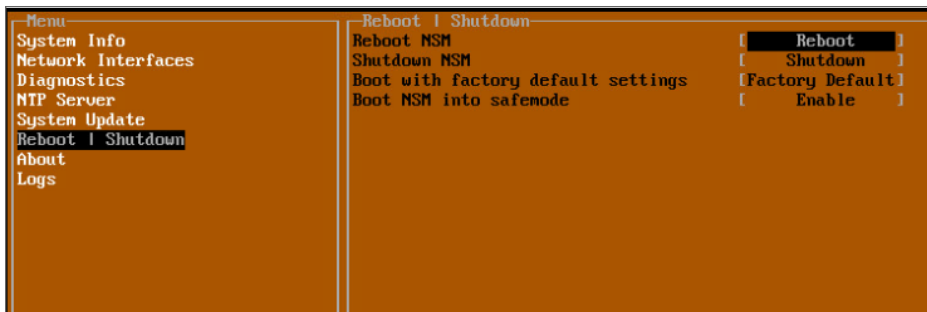 Menu
System Info
Network Interfaces
Diagnostics
NTP Server
System Update
Reboot | Shutdown
About
Logs
Reboot | Shutdown
Reboot NSM [ Reboot ]
Shutdown NSM [ Shutdown ]
Boot with factory default settings [Factory Default]
Boot NSM into safemode [ Enable ]